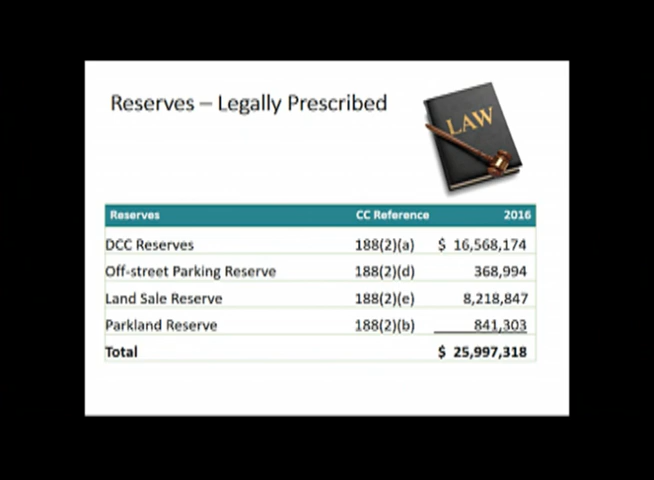 Reserves – Legally Prescribed
LAW
Reserves CC Reference 2016
DCC Reserves 188(2)(a) $ 16,568,174
Off-street Parking Reserve 188(2)(d) 368,994
Land Sale Reserve 188(2)(e) 8,218,847
Parkland Reserve 188(2)(b) 841,303
Total $ 25,997,318